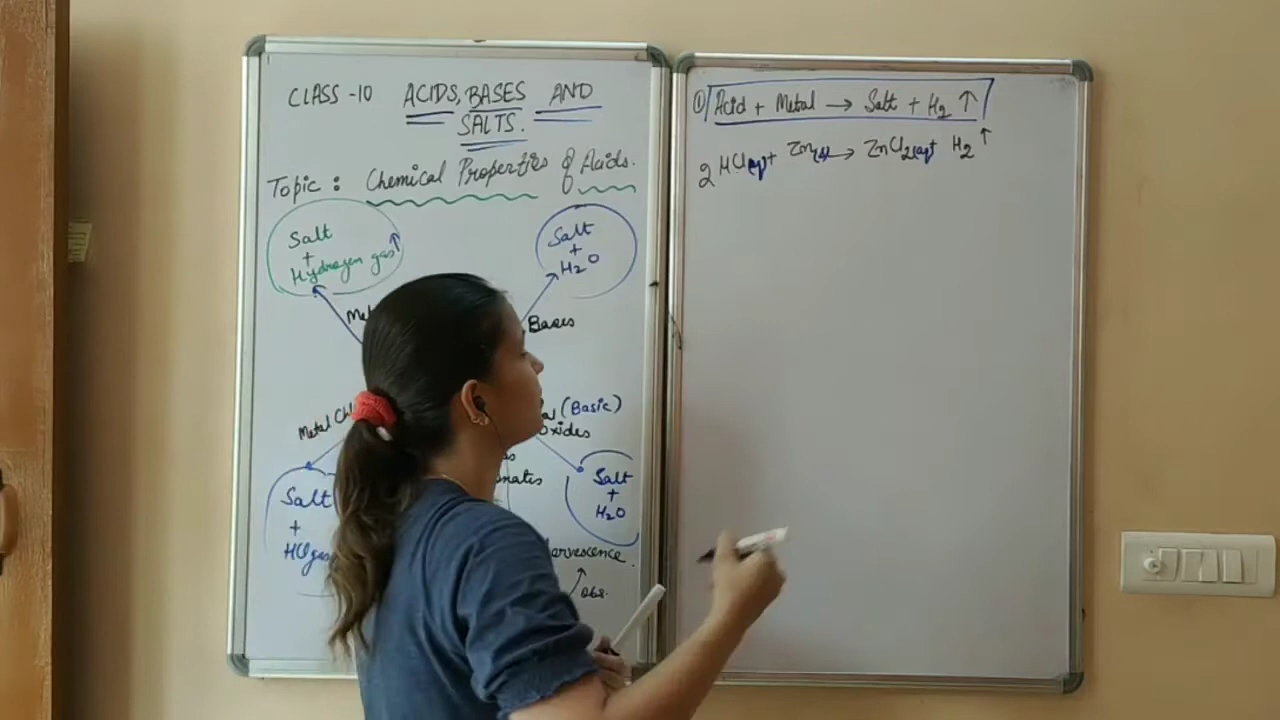 CLASS -10 ACIDS, BASES AND
SALTS.
Topic : Chemical Properties of Acids.
Salt
+
Hydrogen gas↑
Salt
+
H₂O
Bases
(Basic)
oxides
Metal
Salt
+
HCl gas
Salt
+
H₂O
obs.
① Acid + Metal → Salt + H₂ ↑
2 HCl(aq) + Zn(s) → ZnCl₂(aq) H₂ ↑